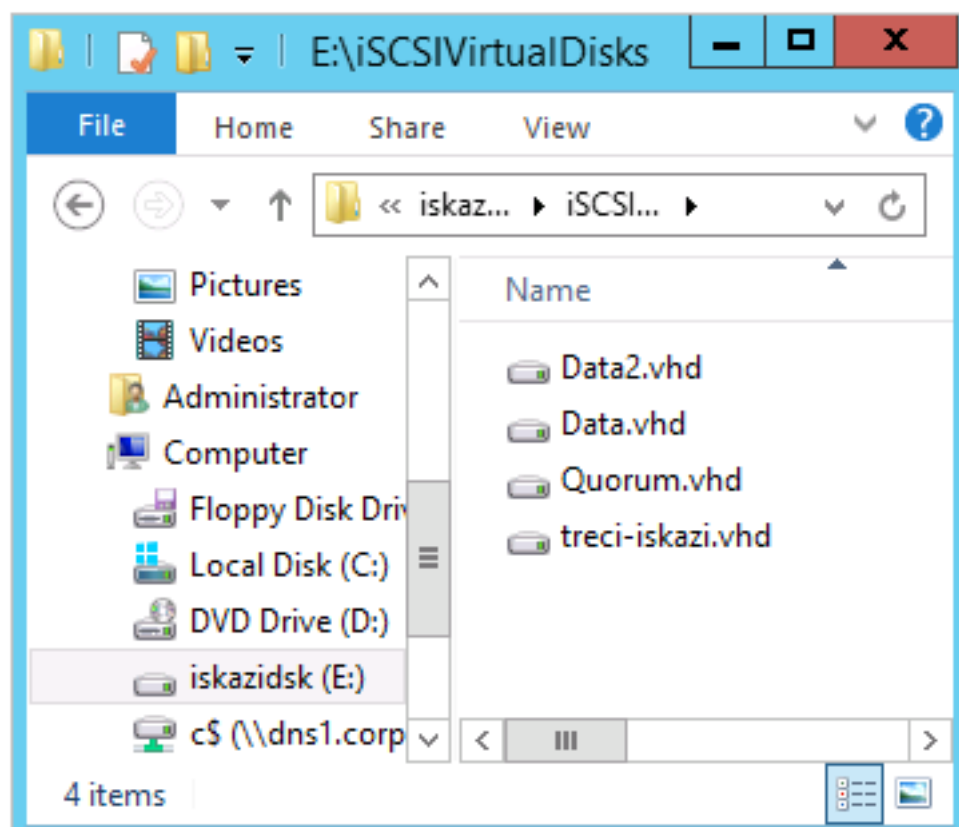 E:\iSCSIVirtualDisks
File Home Share View
« iskaz... iSCSI...
Name
Pictures
Videos
Administrator
Computer
Floppy Disk Driv
Local Disk (C:)
DVD Drive (D:)
iskazidsk (E:)
c$ (\\dns1.corp
Data2.vhd
Data.vhd
Quorum.vhd
treci-iskazi.vhd
4 items